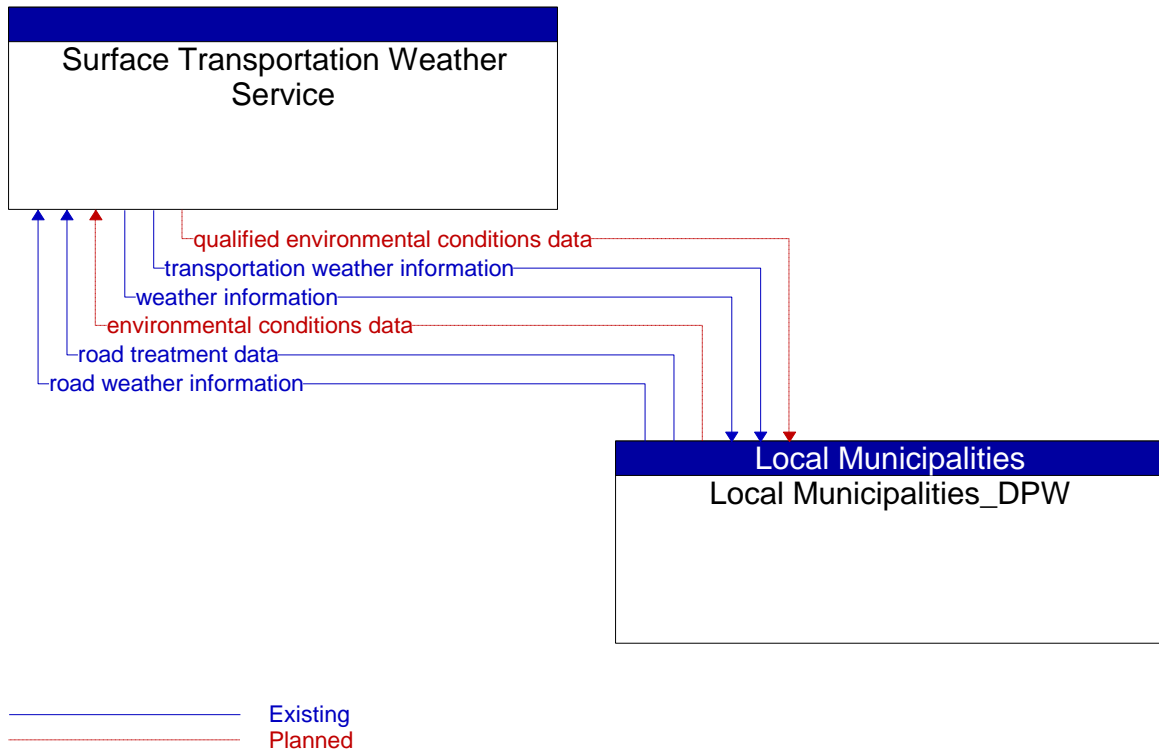 Surface Transportation Weather
Service
qualified environmental conditions data
transportation weather information
weather information
environmental conditions data
road treatment data
road weather information
Local Municipalities
Local Municipalities_DPW
Existing
Planned